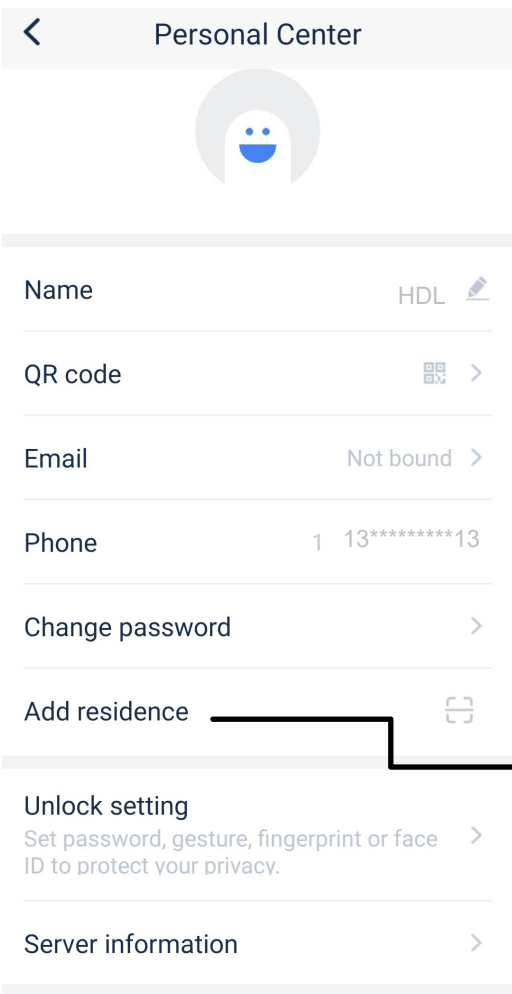 Personal Center
Name HDL
QR code
Email Not bound
Phone 1 13*********13
Change password
Add residence
Unlock setting
Set password, gesture, fingerprint or face
ID to protect your privacy.
Server information